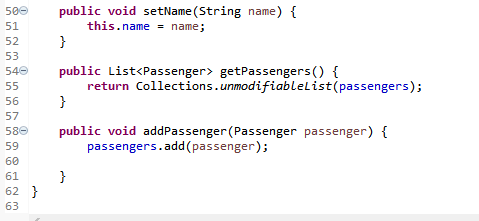 50 public void setName(String name) {
51 this.name = name;
52 }
53
54 public List<Passenger> getPassengers() {
55 return Collections.unmodifiableList(passengers);
56 }
57
58 public void addPassenger(Passenger passenger) {
59 passengers.add(passenger);
60
61 }
62 }
63